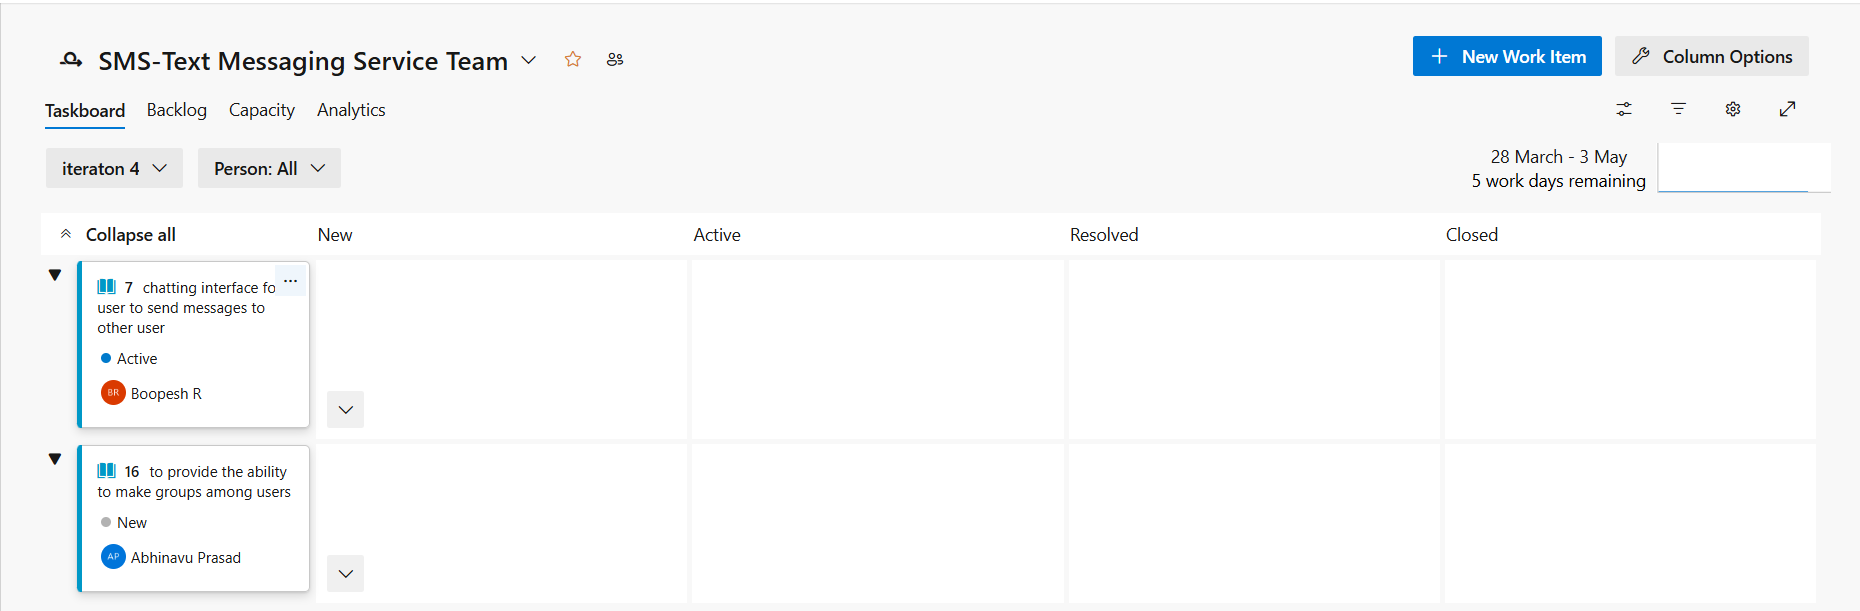 SMS-Text Messaging Service Team
New Work Item
Column Options
Taskboard Backlog Capacity Analytics
iteraton 4
Person: All
28 March - 3 May
5 work days remaining
Collapse all New Active Resolved Closed
7 chatting interface fo ...
user to send messages to
other user
Active
BR Boopesh R
16 to provide the ability
to make groups among users
New
AP Abhinavu Prasad